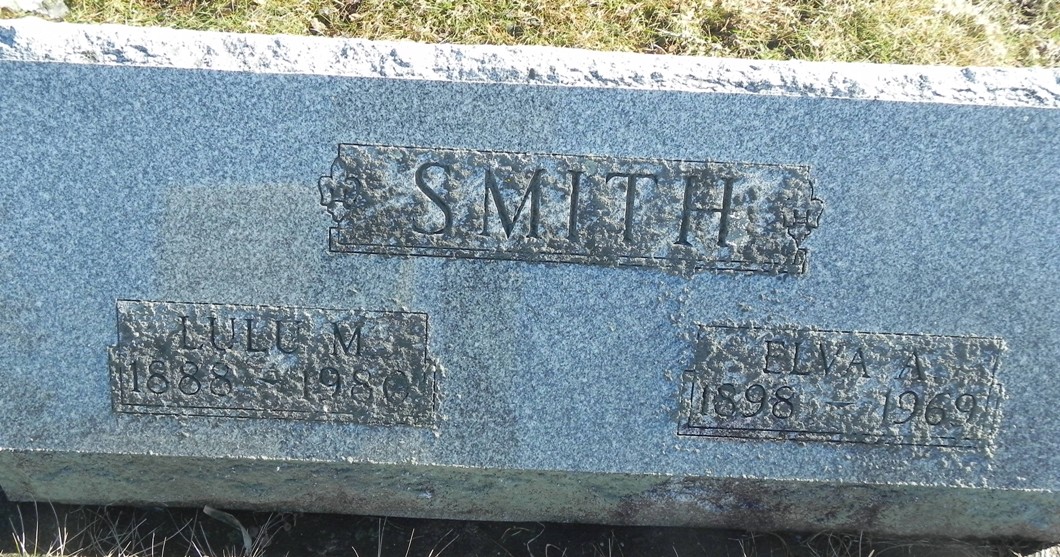 SMITH
LULU M
1888 - 1980
ELVA A
1898 - 1969